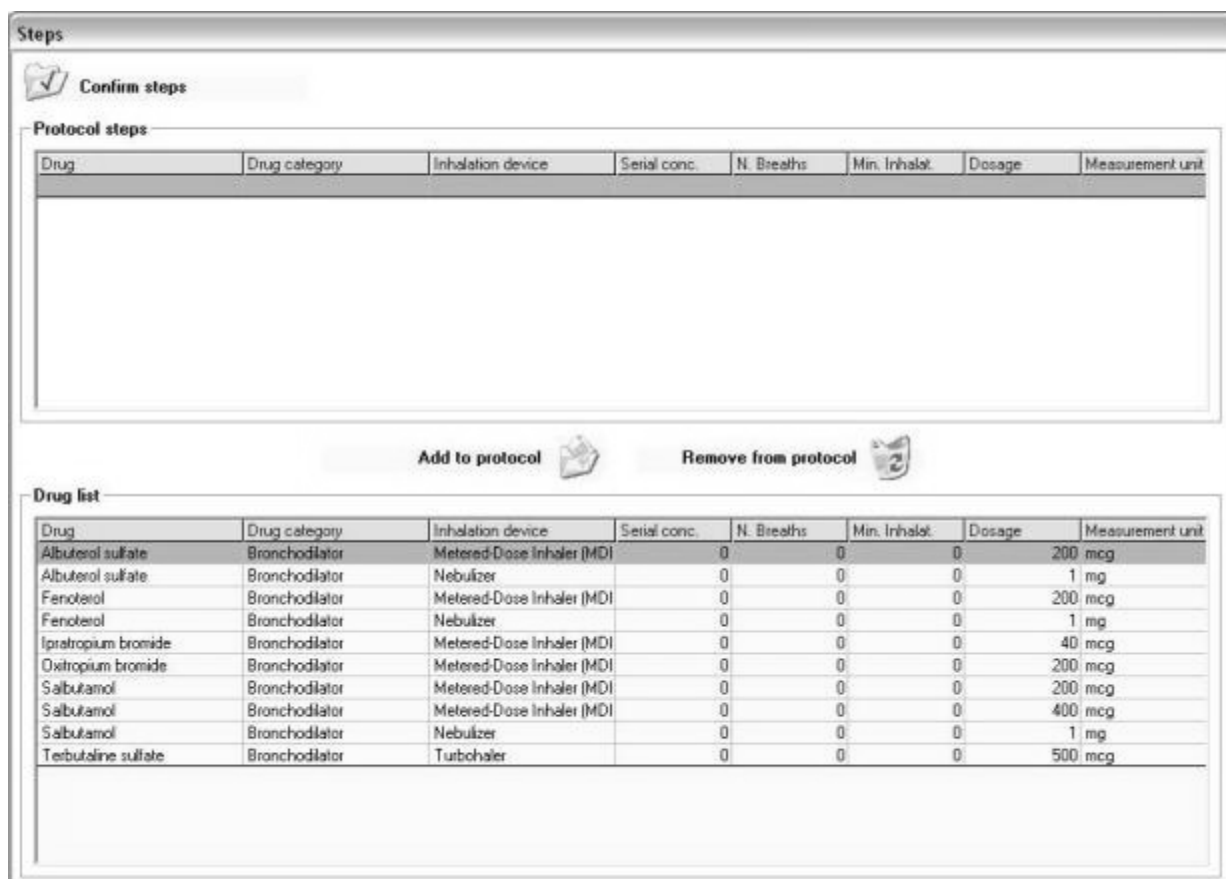 Steps
Confirm steps
Protocol steps
Drug Drug category Inhalation device Serial conc. N. Breaths Min. Inhalat. Dosage Measurement unit
Add to protocol Remove from protocol
Drug list
Drug Drug category Inhalation device Serial conc. N. Breaths Min. Inhalat. Dosage Measurement unit
Albuterol sulfate Bronchodilator Metered-Dose Inhaler (MDI 0 0 0 200 mcg
Albuterol sulfate Bronchodilator Nebulizer 0 0 0 1 mg
Fenoterol Bronchodilator Metered-Dose Inhaler (MDI 0 0 0 200 mcg
Fenoterol Bronchodilator Nebulizer 0 0 0 1 mg
Ipratropium bromide Bronchodilator Metered-Dose Inhaler (MDI 0 0 0 40 mcg
Oxitropium bromide Bronchodilator Metered-Dose Inhaler (MDI 0 0 0 200 mcg
Salbutamol Bronchodilator Metered-Dose Inhaler (MDI 0 0 0 200 mcg
Salbutamol Bronchodilator Metered-Dose Inhaler (MDI 0 0 0 400 mcg
Salbutamol Bronchodilator Nebulizer 0 0 0 1 mg
Terbutaline sulfate Bronchodilator Turbohaler 0 0 0 500 mcg